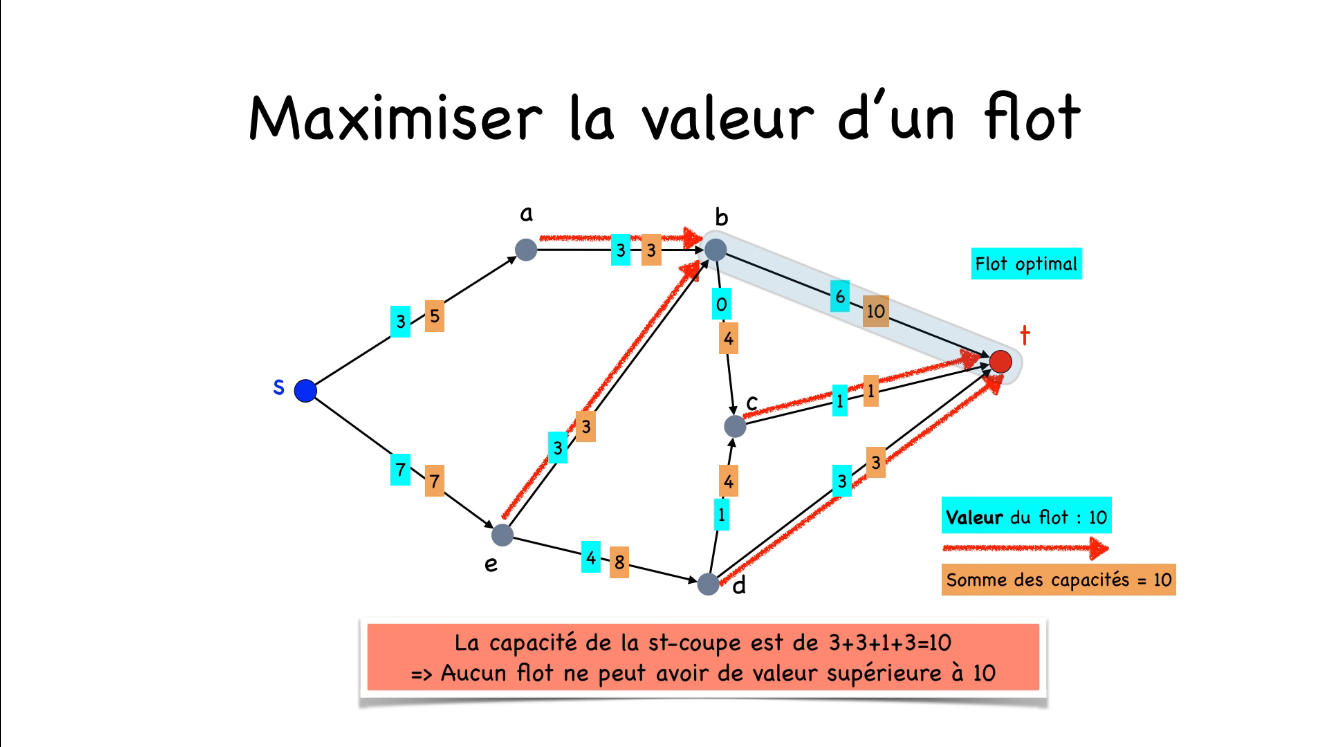 Maximiser la valeur d'un flot
a
b
3 3
Flot optimal
0
6
10
3 5
4
t
s
1 1
c
3
3
7 7
4
3
3
1
Valeur du flot : 10
e
4 8
d
Somme des capacités = 10
La capacité de la st-coupe est de 3+3+1+3=10
=> Aucun flot ne peut avoir de valeur supérieure à 10